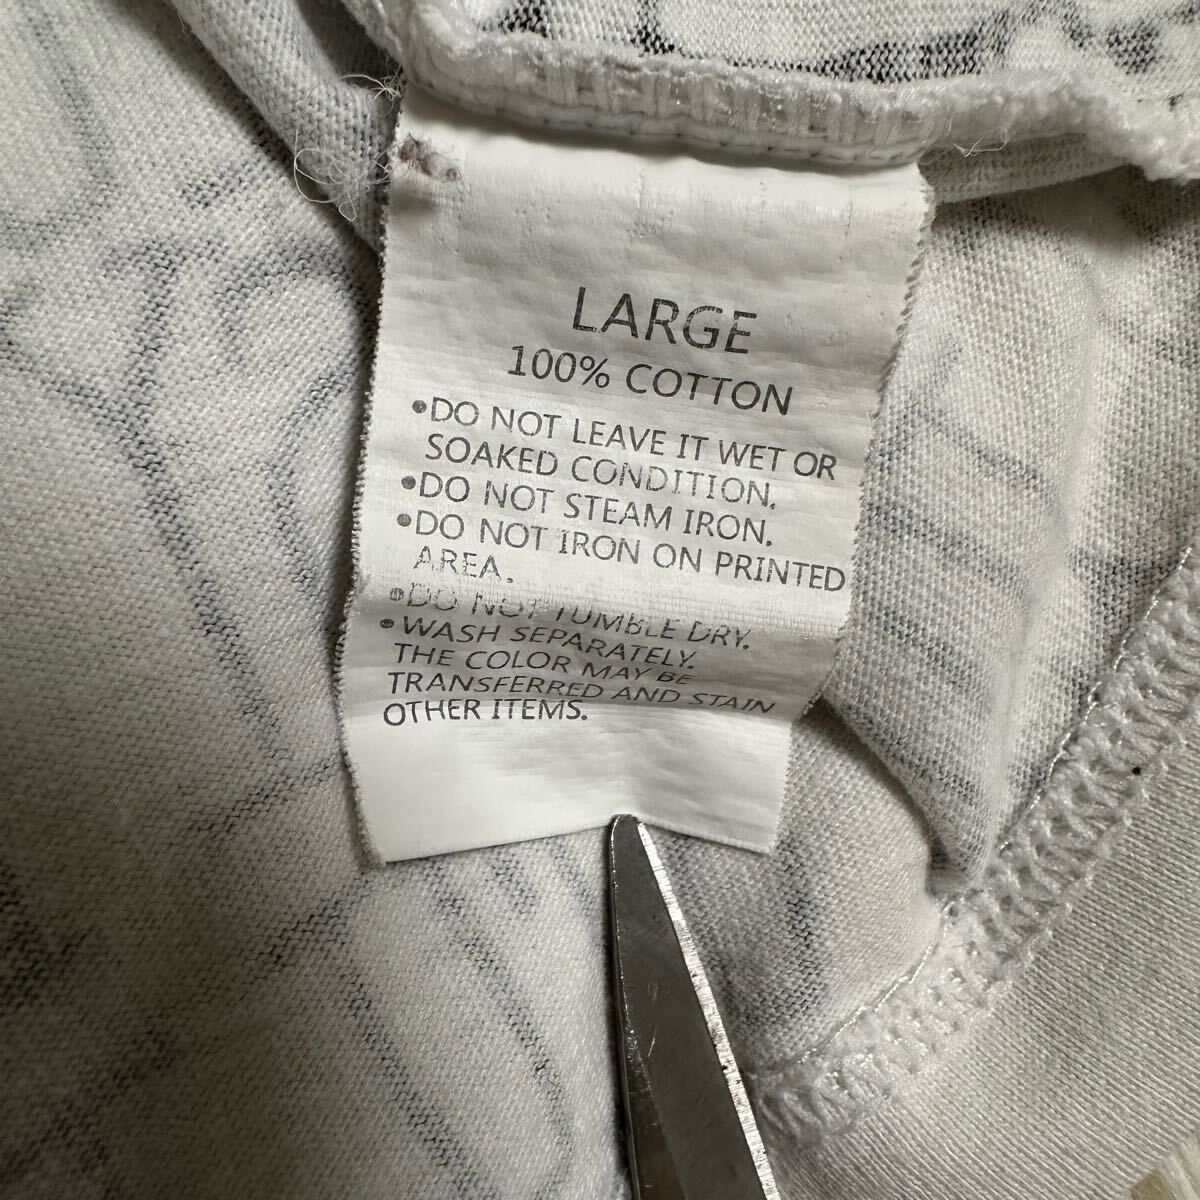 LARGE
100% COTTON
•DO NOT LEAVE IT WET OR
SOAKED CONDITION.
•DO NOT STEAM IRON.
•DO NOT IRON ON PRINTED
AREA.
•DO NOT TUMBLE DRY.
•WASH SEPARATELY.
THE COLOR MAY BE
TRANSFERRED AND STAIN
OTHER ITEMS.